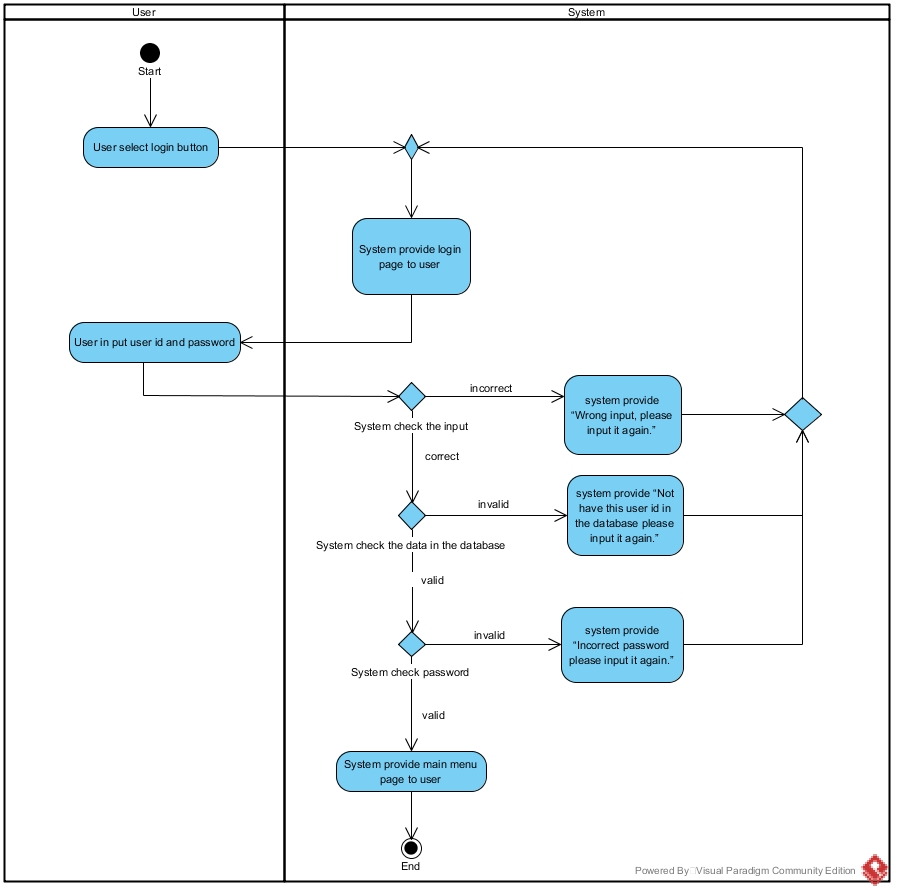 User
System
Start
User select login button
System provide login
page to user
User in put user id and password
incorrect
system provide
“Wrong input, please
input it again.”
System check the input
correct
invalid
system provide “Not
have this user id in
the database please
input it again.”
System check the data in the database
valid
invalid
system provide
“Incorrect password
please input it again.”
System check password
valid
System provide main menu
page to user
End
Powered By Visual Paradigm Community Edition